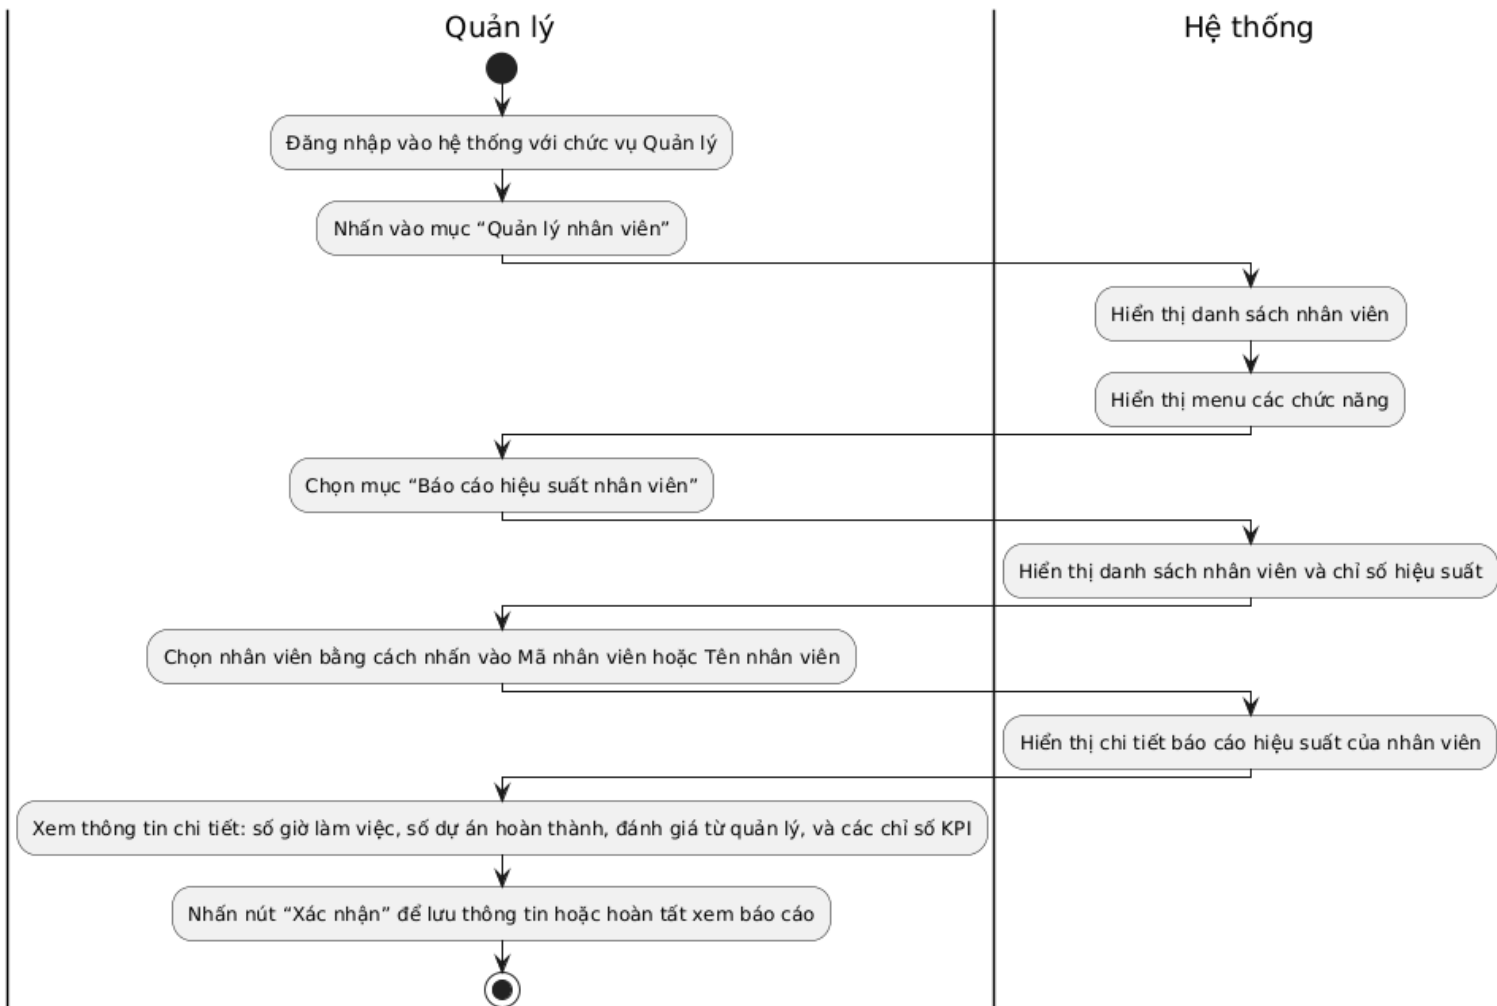 Quản lý
Hệ thống
Đăng nhập vào hệ thống với chức vụ Quản lý
Nhấn vào mục “Quản lý nhân viên”
Hiển thị danh sách nhân viên
Hiển thị menu các chức năng
Chọn mục “Báo cáo hiệu suất nhân viên”
Hiển thị danh sách nhân viên và chỉ số hiệu suất
Chọn nhân viên bằng cách nhấn vào Mã nhân viên hoặc Tên nhân viên
Hiển thị chi tiết báo cáo hiệu suất của nhân viên
Xem thông tin chi tiết: số giờ làm việc, số dự án hoàn thành, đánh giá từ quản lý, và các chỉ số KPI
Nhấn nút “Xác nhận” để lưu thông tin hoặc hoàn tất xem báo cáo